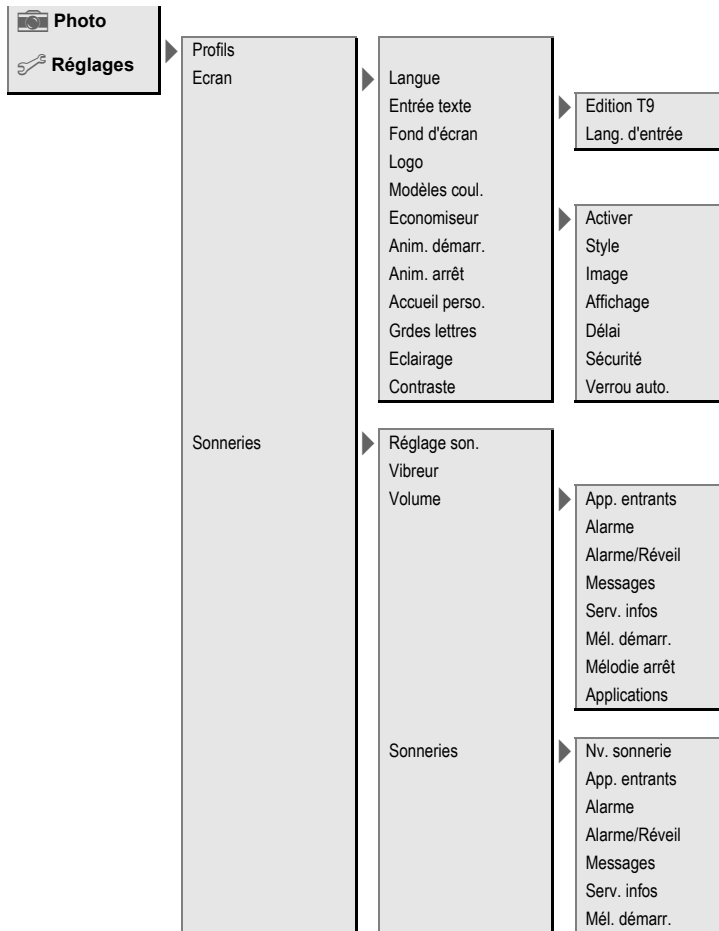 Photo
Réglages
Profils
Ecran
Langue
Entrée texte
Edition T9
Lang. d'entrée
Fond d'écran
Logo
Modèles coul.
Economiseur
Activer
Style
Image
Affichage
Délai
Sécurité
Verrou auto.
Anim. démarr.
Anim. arrêt
Accueil perso.
Grdes lettres
Eclairage
Contraste
Sonneries
Réglage son.
Vibreur
Volume
App. entrants
Alarme
Alarme/Réveil
Messages
Serv. infos
Mél. démarr.
Mélodie arrêt
Applications
Sonneries
Nv. sonnerie
App. entrants
Alarme
Alarme/Réveil
Messages
Serv. infos
Mél. démarr.